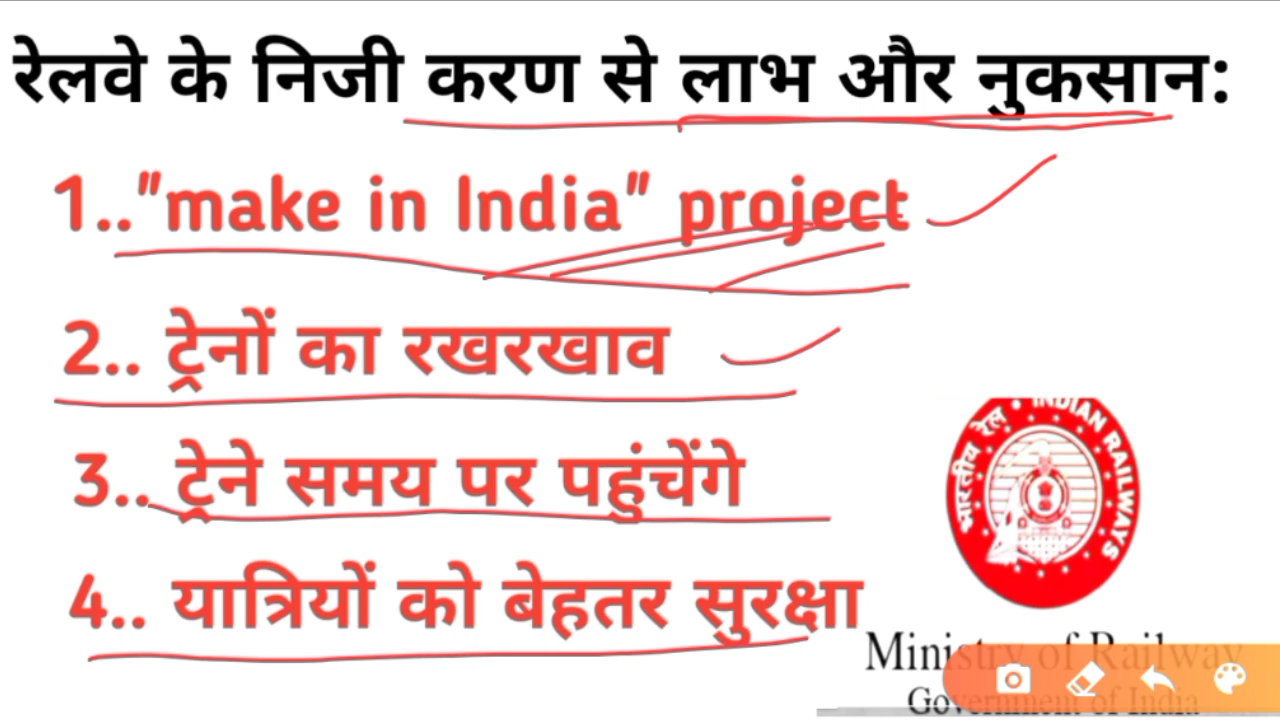 रेलवे के निजी करण से लाभ और नुकसान:
1.."make in India" project
2.. ट्रेनों का रखरखाव
3.. ट्रेने समय पर पहुंचेंगे
4.. यात्रियों को बेहतर सुरक्षा
भारतीय रेल • INDIAN RAILWAYS
Ministry of Railway
Government of India